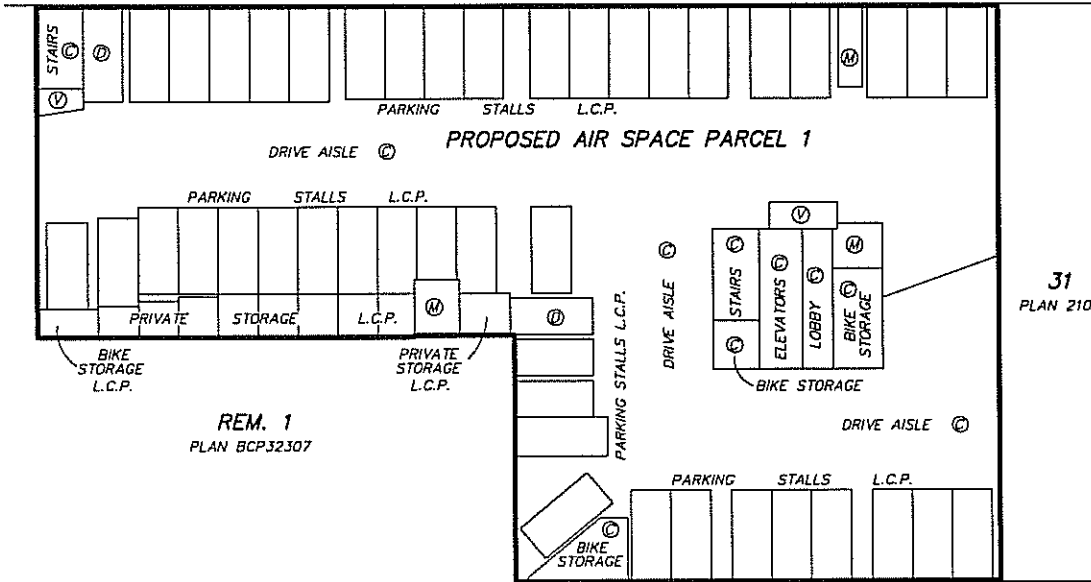 STAIRS
C
D
V
M
PARKING STALLS L.C.P.
PROPOSED AIR SPACE PARCEL 1
DRIVE AISLE C
PARKING STALLS L.C.P.
V
C
C
M
STAIRS
ELEVATORS C
LOBBY C
BIKE STORAGE C
DRIVE AISLE
31
PLAN 210
PRIVATE STORAGE L.C.P.
M
D
C
BIKE STORAGE
BIKE
STORAGE
L.C.P.
PRIVATE
STORAGE
L.C.P.
PARKING STALLS L.C.P.
REM. 1
PLAN BCP32307
DRIVE AISLE C
PARKING STALLS L.C.P.
C
BIKE
STORAGE